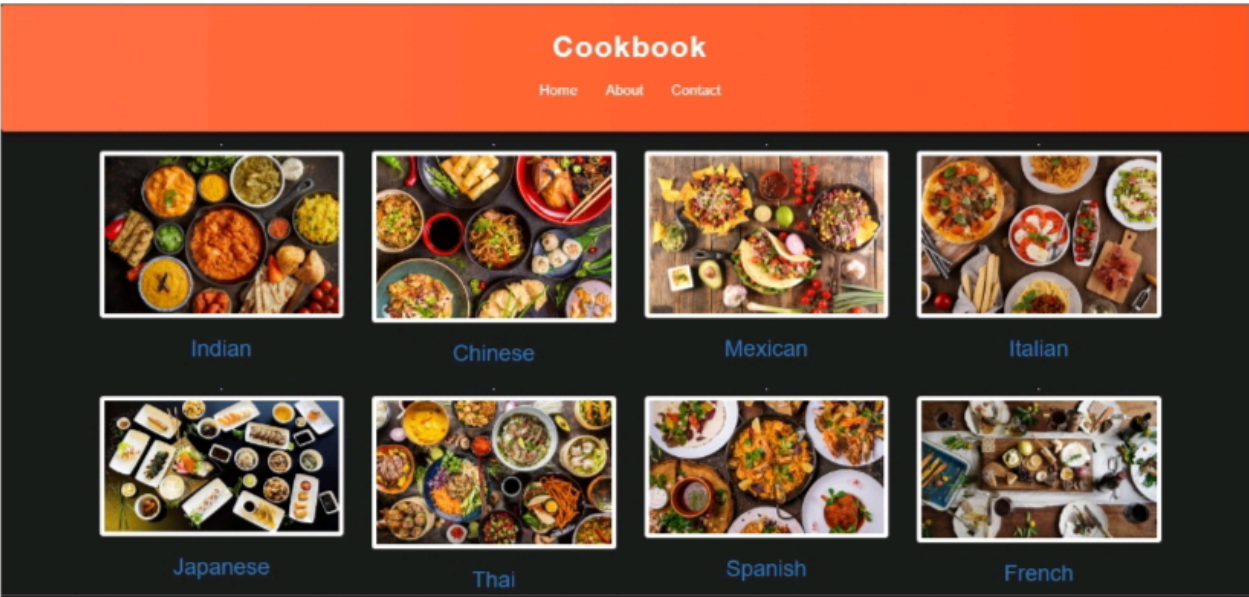 Cookbook
Home About Contact
Indian Chinese Mexican Italian
Japanese Thai Spanish French